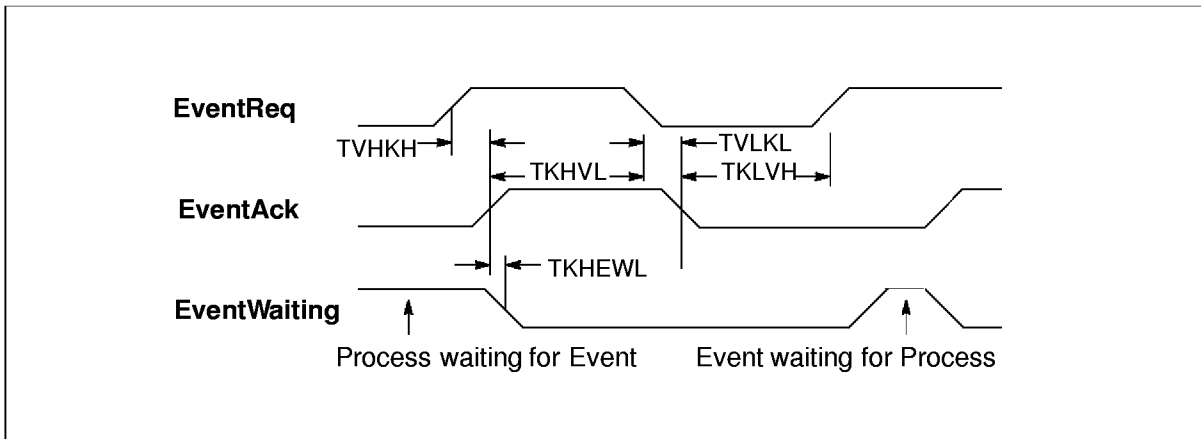 EventReq
TVHKH
TVLKL
TKHVL
TKLVH
EventAck
TKHEWL
EventWaiting
Process waiting for Event
Event waiting for Process